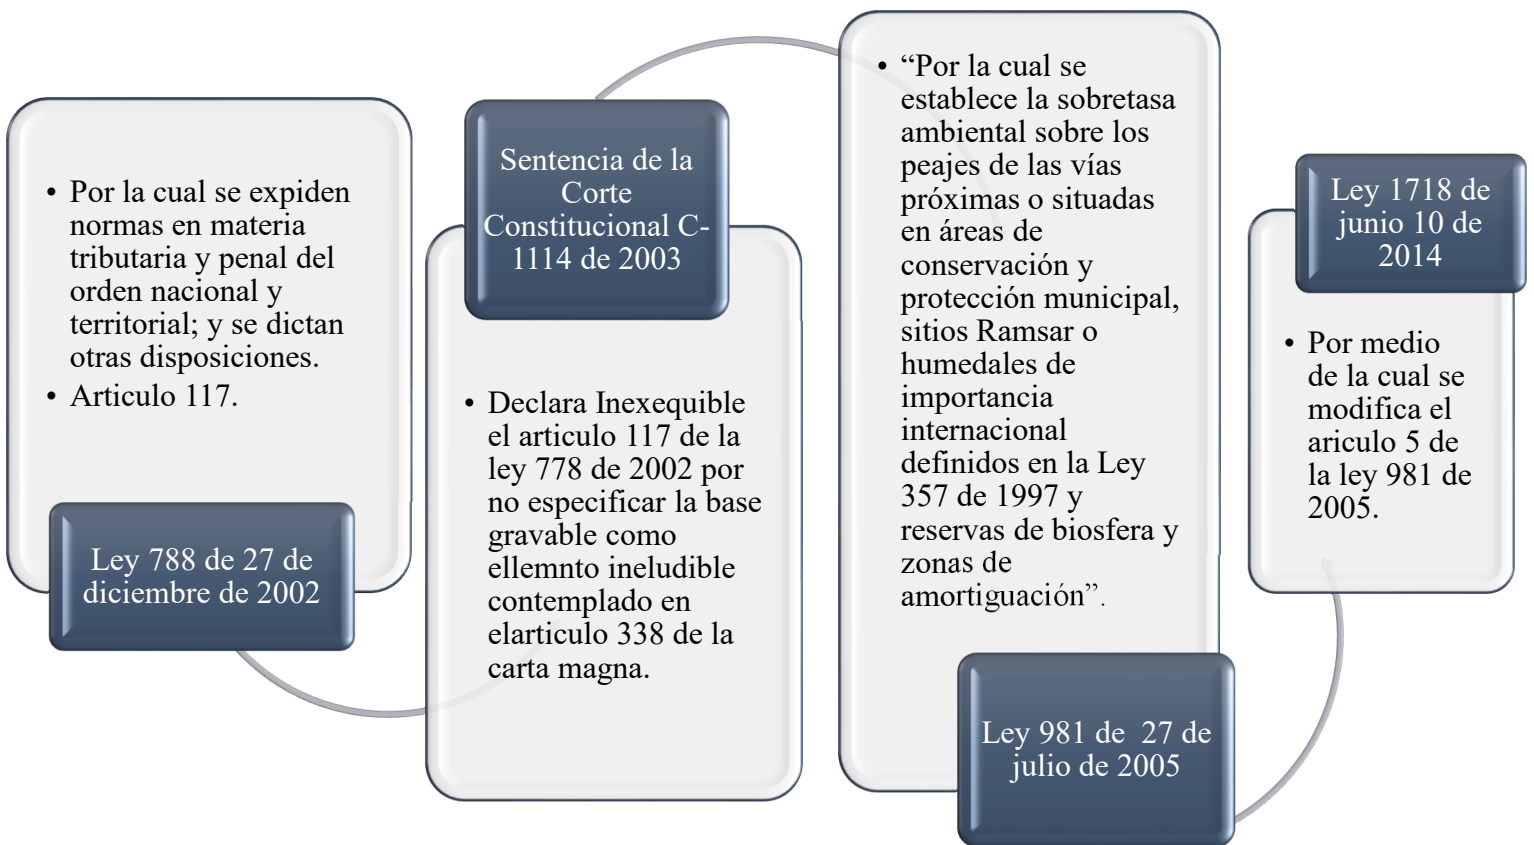 • Por la cual se expiden
normas en materia
tributaria y penal del
orden nacional y
territorial; y se dictan
otras disposiciones.
• Articulo 117.
Ley 788 de 27 de
diciembre de 2002
Sentencia de la
Corte
Constitucional C-
1114 de 2003
• Declara Inexequible
el articulo 117 de la
ley 778 de 2002 por
no especificar la base
gravable como
ellemnto ineludible
contemplado en
elarticulo 338 de la
carta magna.
• “Por la cual se
establece la sobretasa
ambiental sobre los
peajes de las vías
próximas o situadas
en áreas de
conservación y
protección municipal,
sitios Ramsar o
humedales de
importancia
internacional
definidos en la Ley
357 de 1997 y
reservas de biosfera y
zonas de
amortiguación”.
Ley 981 de 27 de
julio de 2005
Ley 1718 de
junio 10 de
2014
• Por medio
de la cual se
modifica el
ariculo 5 de
la ley 981 de
2005.